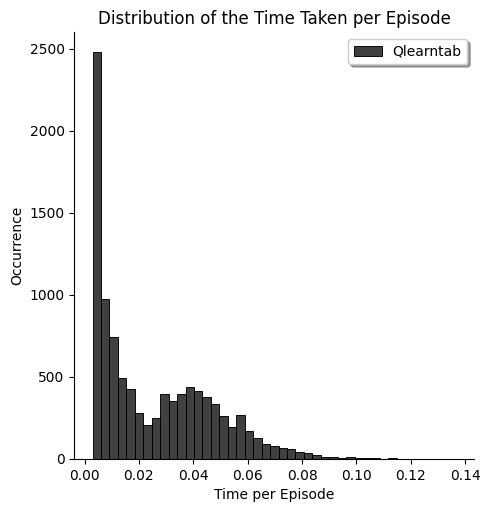 Distribution of the Time Taken per Episode
Qlearntab
2500
2000
1500
1000
500
0
Occurrence
0.00 0.02 0.04 0.06 0.08 0.10 0.12 0.14
Time per Episode